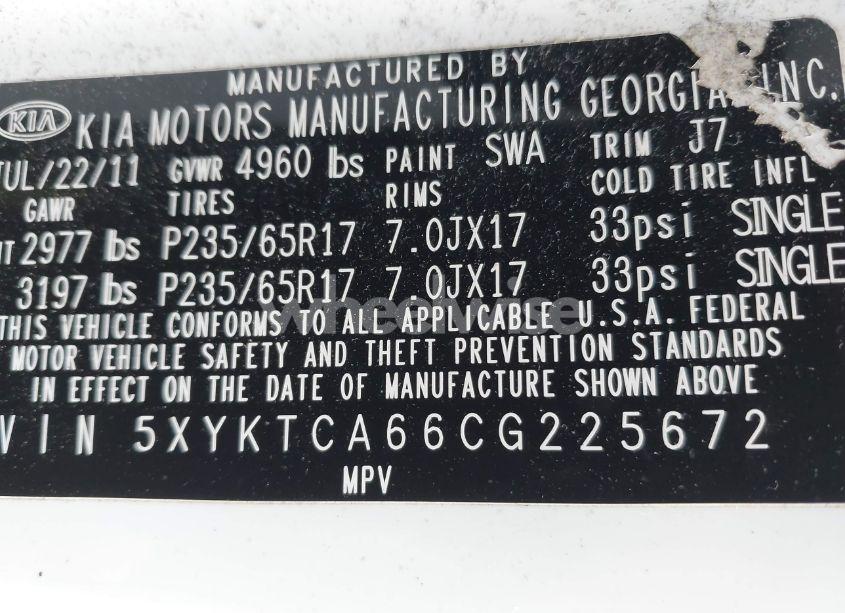 MANUFACTURED BY
KIA KIA MOTORS MANUFACTURING GEORGIA, INC.
JUL/22/11 GVWR 4960 lbs PAINT SWA TRIM J7
GAWR TIRES RIMS COLD TIRE INFL
2977 lbs P235/65R17 7.0JX17 33psi SINGLE
3197 lbs P235/65R17 7.0JX17 33psi SINGLE
wheelwise
THIS VEHICLE CONFORMS TO ALL APPLICABLE U.S.A. FEDERAL
MOTOR VEHICLE SAFETY AND THEFT PREVENTION STANDARDS
IN EFFECT ON THE DATE OF MANUFACTURE SHOWN ABOVE
VIN 5XYKTCA66CG225672
MPV